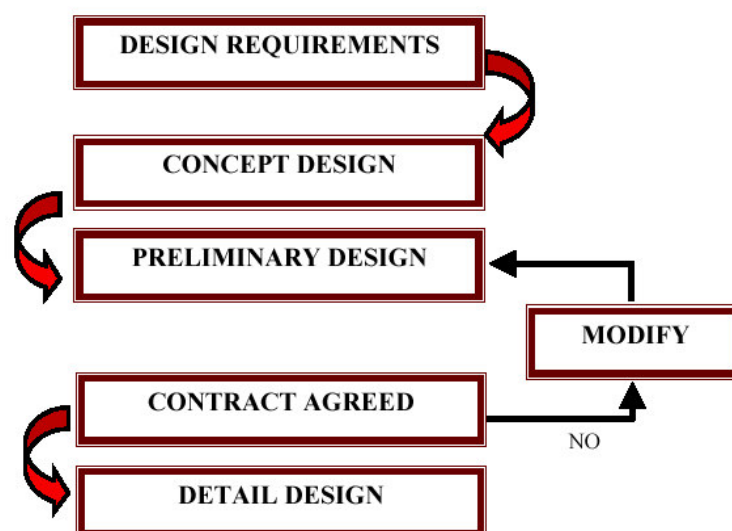 DESIGN REQUIREMENTS
CONCEPT DESIGN
PRELIMINARY DESIGN
MODIFY
CONTRACT AGREED
NO
DETAIL DESIGN